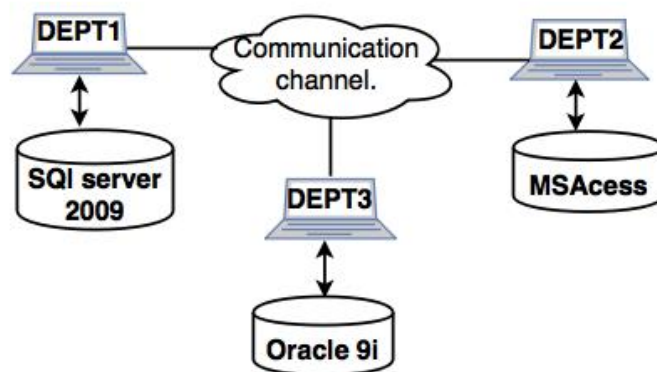 DEPT1
Communication
channel.
DEPT2
SQl server
2009
DEPT3
MSAcess
Oracle 9i